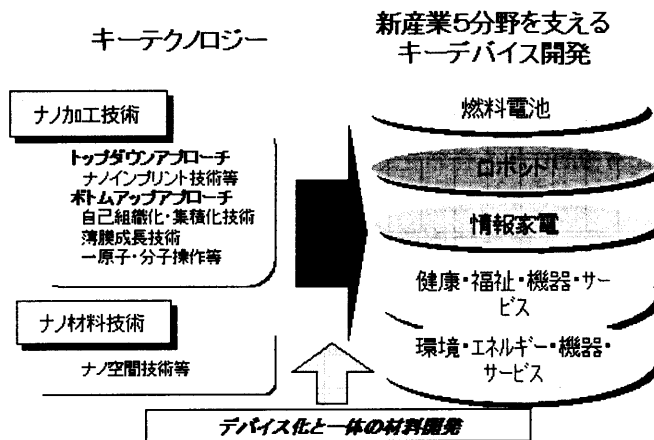 キーテクノロジー
新産業5分野を支える
キーデバイス開発
ナノ加工技術
トップダウンアプローチ
ナノインプリント技術等
ボトムアップアプローチ
自己組織化・集積化技術
薄膜成長技術
一原子・分子操作等
ナノ材料技術
ナノ空間技術等
燃料電池
ロボット
情報家電
健康・福祉・機器・サー
ビス
環境・エネルギー・機器・
サービス
デバイス化と一体の材料開発